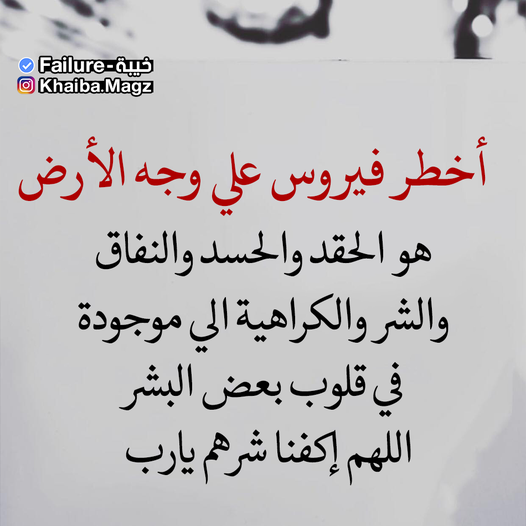 Failure-خيبة
Khaiba.Magz
أخطر فيروس علي وجه الأرض
هو الحقد والحسد والنفاق
والشر والكراهية الي موجودة
في قلوب بعض البشر
اللهم إكفنا شرهم يارب